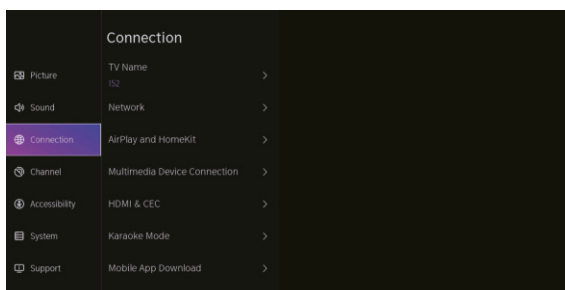 Connection
Picture
Sound
Connection
Channel
Accessibility
System
Support
TV Name
152
Network
AirPlay and HomeKit
Multimedia Device Connection
HDMI & CEC
Karaoke Mode
Mobile App Download